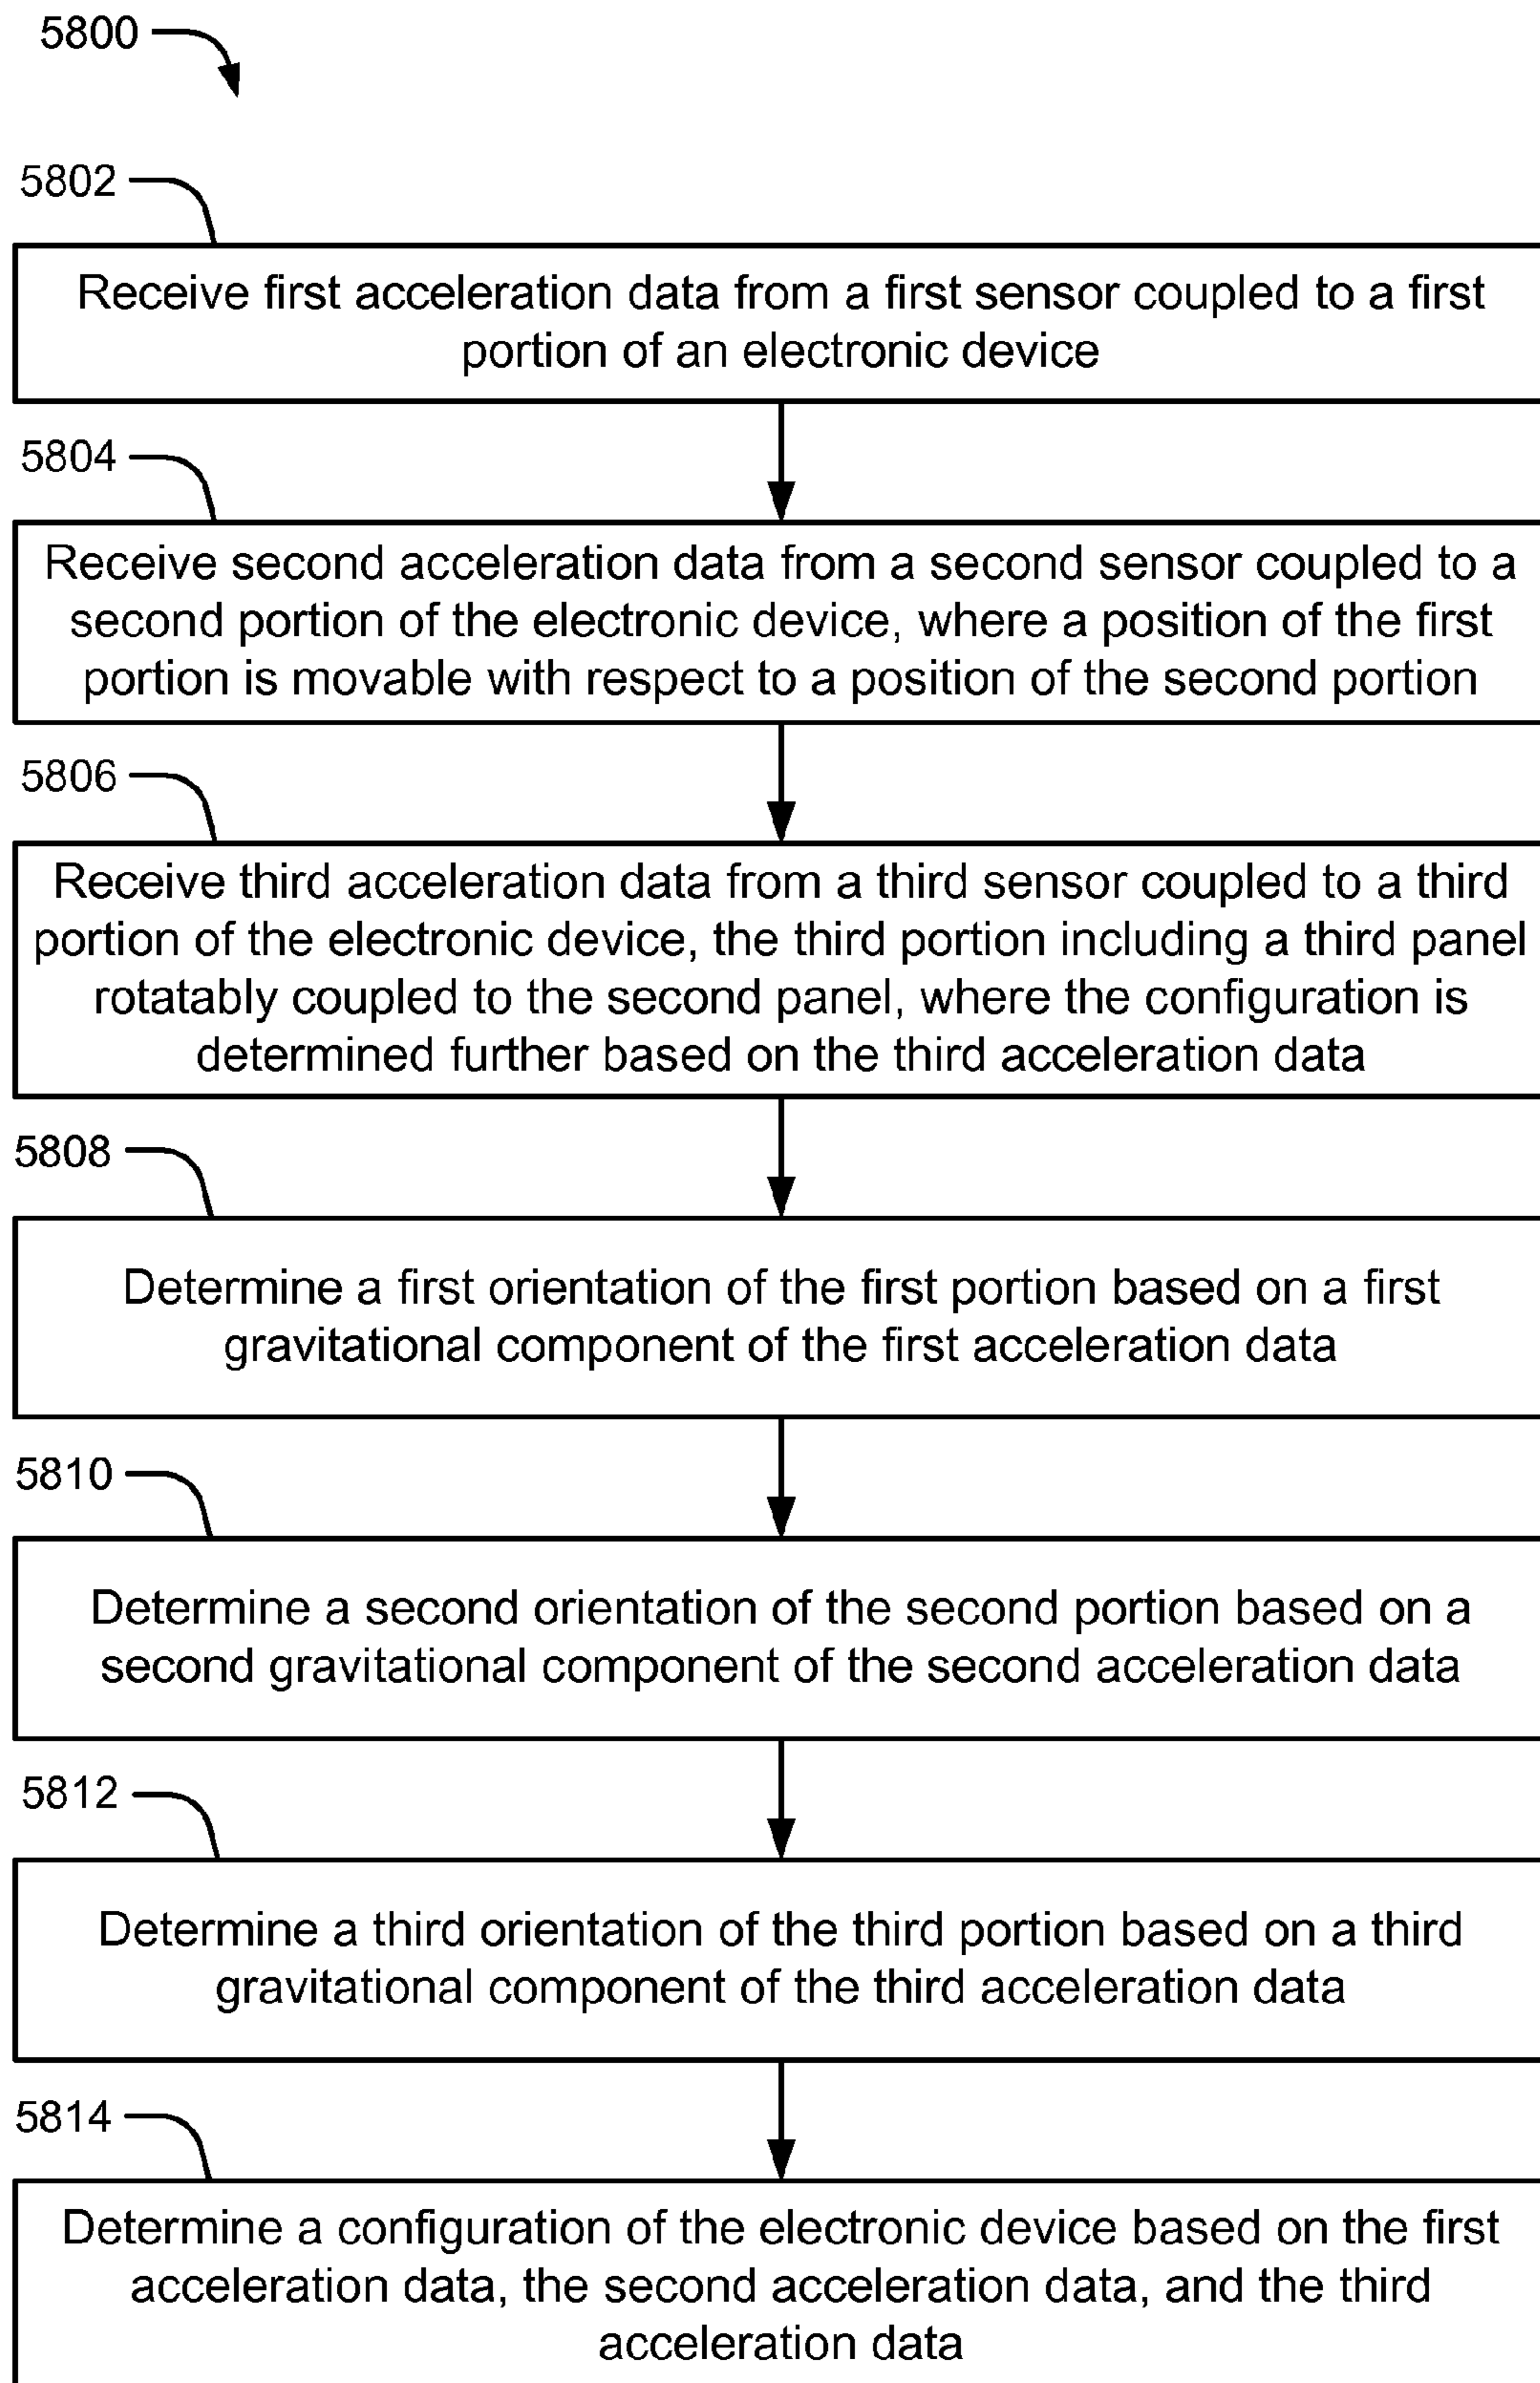 5800
5802
Receive first acceleration data from a first sensor coupled to a first
portion of an electronic device
5804
Receive second acceleration data from a second sensor coupled to a
second portion of the electronic device, where a position of the first
portion is movable with respect to a position of the second portion
5806
Receive third acceleration data from a third sensor coupled to a third
portion of the electronic device, the third portion including a third panel
rotatably coupled to the second panel, where the configuration is
determined further based on the third acceleration data
5808
Determine a first orientation of the first portion based on a first
gravitational component of the first acceleration data
5810
Determine a second orientation of the second portion based on a
second gravitational component of the second acceleration data
5812
Determine a third orientation of the third portion based on a third
gravitational component of the third acceleration data
5814
Determine a configuration of the electronic device based on the first
acceleration data, the second acceleration data, and the third
acceleration data